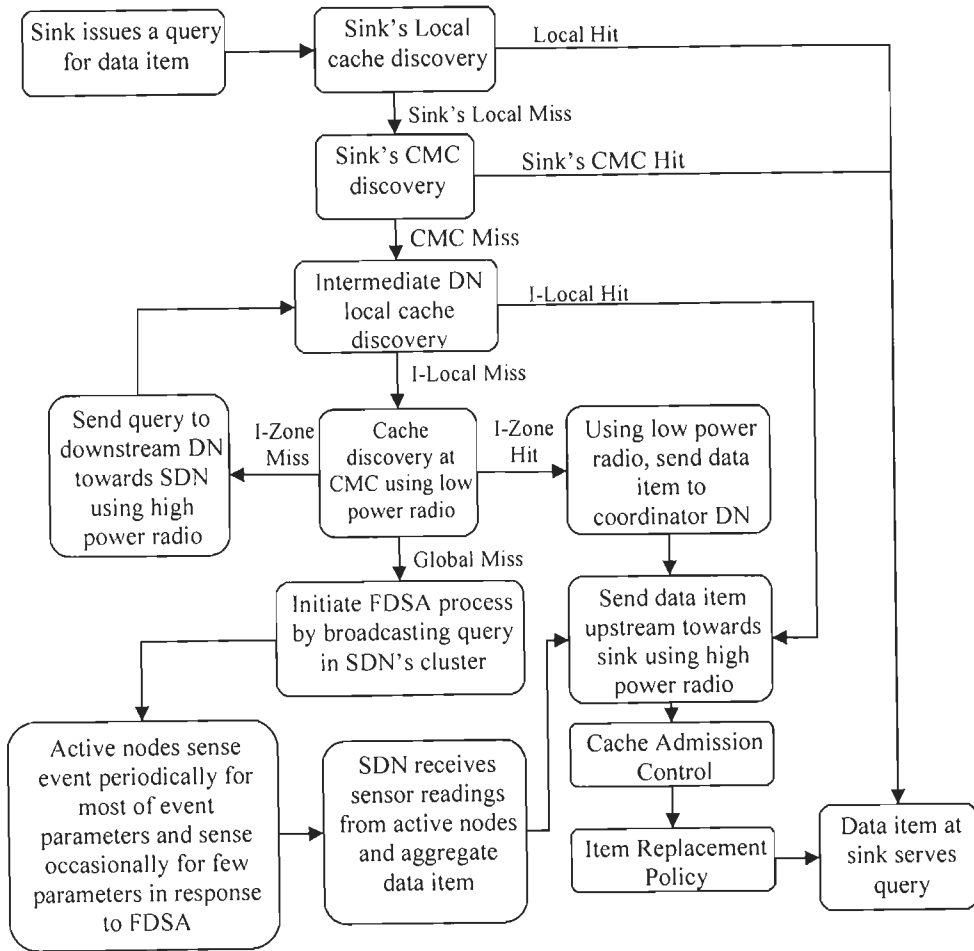 Sink issues a query
for data item
Sink's Local
cache discovery
Local Hit
Sink's Local Miss
Sink's CMC
discovery
Sink's CMC Hit
CMC Miss
Intermediate DN
local cache
discovery
I-Local Hit
I-Local Miss
Send query to
downstream DN
towards SDN
using high
power radio
I-Zone
Miss
Cache
discovery at
CMC using low
power radio
I-Zone
Hit
Using low power
radio, send data
item to
coordinator DN
Global Miss
Initiate FDSA process
by broadcasting query
in SDN's cluster
Send data item
upstream towards
sink using high
power radio
Active nodes sense
event periodically for
most of event
parameters and sense
occasionally for few
parameters in response
to FDSA
SDN receives
sensor readings
from active nodes
and aggregate
data item
Cache Admission
Control
Item Replacement
Policy
Data item at
sink serves
query